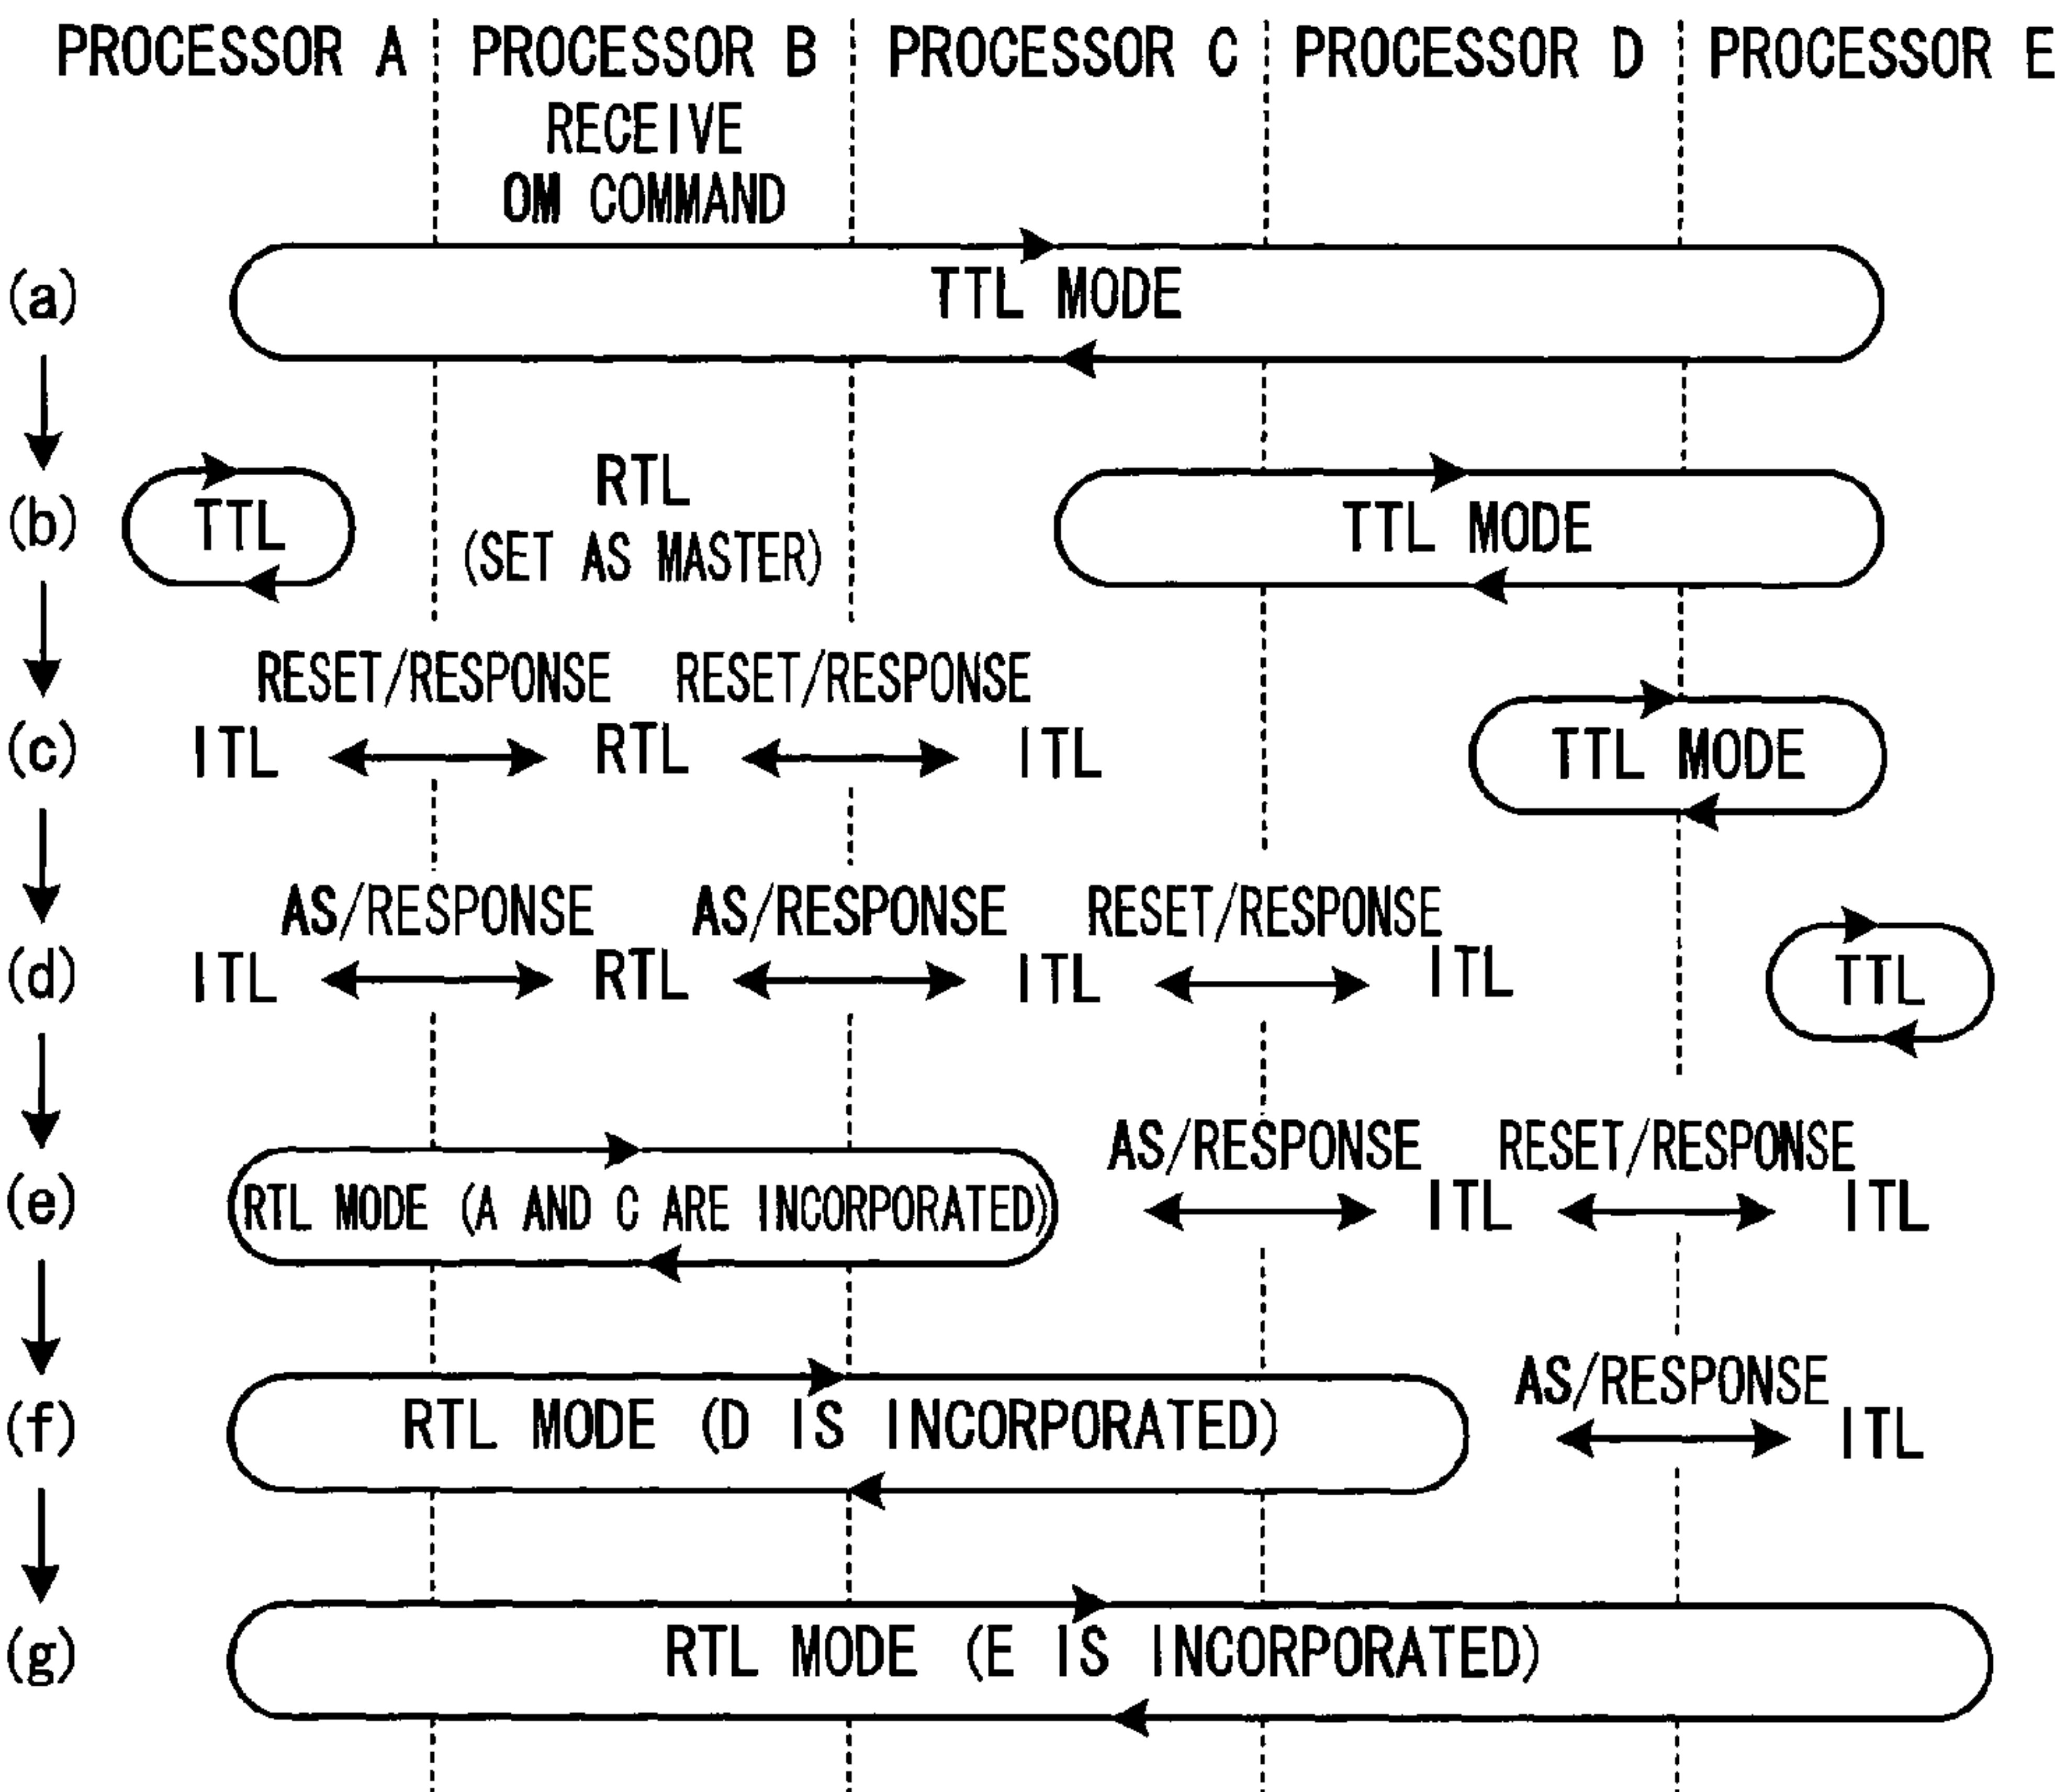 PROCESSOR A PROCESSOR B PROCESSOR C PROCESSOR D PROCESSOR E
RECEIVE
OM COMMAND
(a) TTL MODE
(b) TTL RTL TTL MODE
(SET AS MASTER)
RESET/RESPONSE RESET/RESPONSE
(c) ITL RTL ITL TTL MODE
AS/RESPONSE AS/RESPONSE RESET/RESPONSE
(d) ITL RTL ITL ITL TTL
AS/RESPONSE RESET/RESPONSE
(e) RTL MODE (A AND C ARE INCORPORATED) ITL ITL
AS/RESPONSE
(f) RTL MODE (D IS INCORPORATED) ITL
(g) RTL MODE (E IS INCORPORATED)